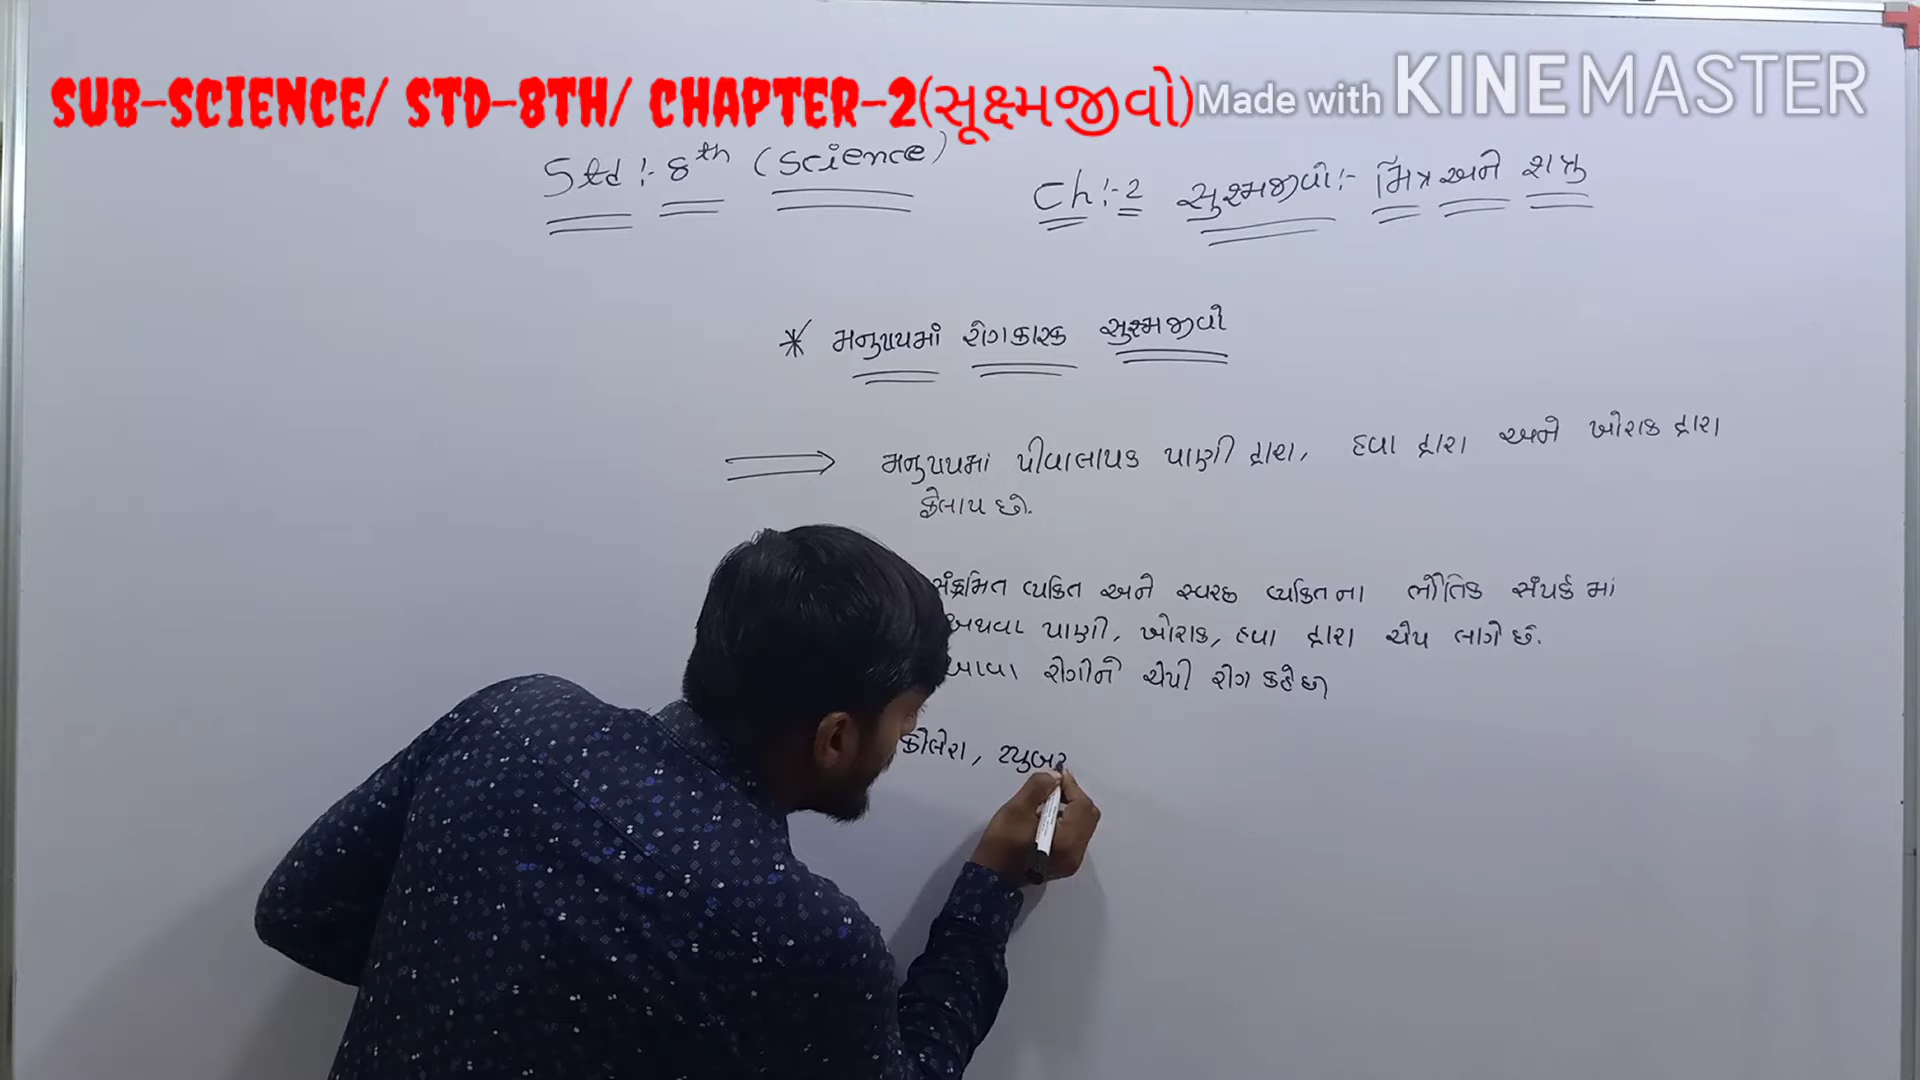 SUB-SCIENCE/ STD-8TH/ CHAPTER-2(સૂક્ષ્મજીવો)
Made with KINEMASTER
Std :- 8th (Science)
Ch :- 2 સુક્ષ્મજીવો :- મિત્ર અને શત્રુ
* મનુષ્યમાં રોગકારક સુક્ષ્મજીવો
⟹ મનુષ્યમાં પીવાલાયક પાણી દ્વારા, હવા દ્વારા અને ખોરાક દ્વારા
ફેલાય છે.
સંક્રમિત વ્યકિત અને સ્વચ્છ વ્યકિતના ભૌતિક સંપર્ક માં
અથવા પાણી, ખોરાક, હવા દ્વારા ચેપ લાગે છે.
આવા રોગોને ચેપી રોગ કહે છે
કોલેરા, ટ્યુબર